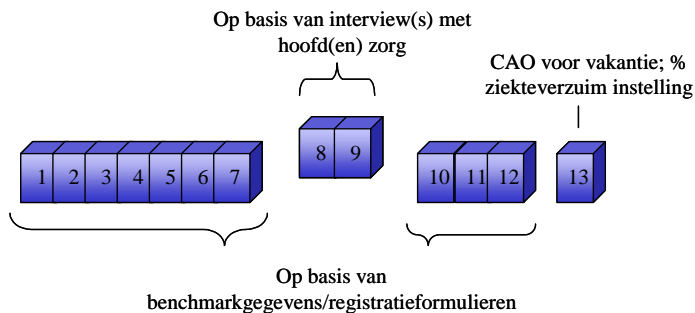 Op basis van interview(s) met
hoofd(en) zorg
CAO voor vakantie; %
ziekteverzuim instelling
8 9
1 2 3 4 5 6 7 10 11 12 13
Op basis van
benchmarkgegevens/registratieformulieren